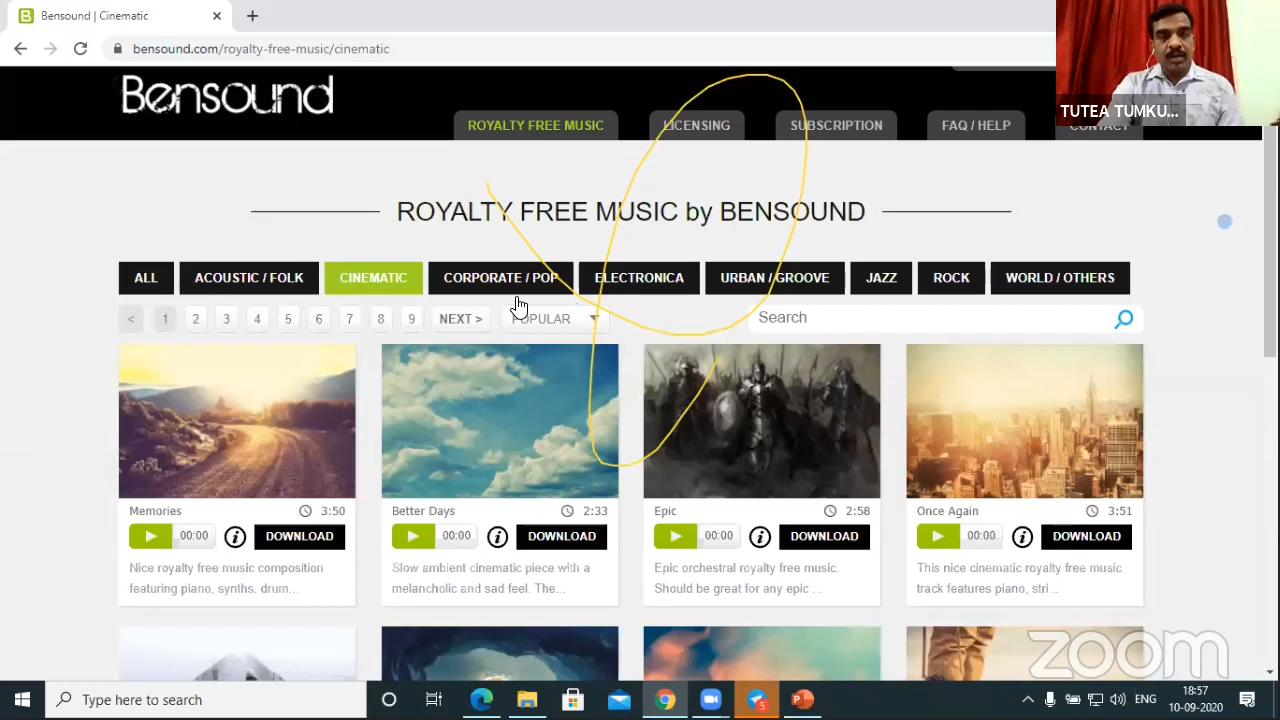 Bensound | Cinematic
bensound.com/royalty-free-music/cinematic
TUTEA TUMKU...
Bensound
ROYALTY FREE MUSIC LICENSING SUBSCRIPTION FAQ / HELP CONTACT
ROYALTY FREE MUSIC by BENSOUND
ALL ACOUSTIC / FOLK CINEMATIC CORPORATE / POP ELECTRONICA URBAN / GROOVE JAZZ ROCK WORLD / OTHERS
< 1 2 3 4 5 6 7 8 9 NEXT > POPULAR Search
Memories 3:50
00:00 i DOWNLOAD
Nice royalty free music composition
featuring piano, synths, drum...
Better Days 2:33
00:00 i DOWNLOAD
Slow ambient cinematic piece with a
melancholic and sad feel. The...
Epic 2:58
00:00 i DOWNLOAD
Epic orchestral royalty free music.
Should be great for any epic ...
Once Again 3:51
00:00 i DOWNLOAD
This nice cinematic royalty free music
track features piano, stri...
zoom
Type here to search
5
ENG
18:57
10-09-2020